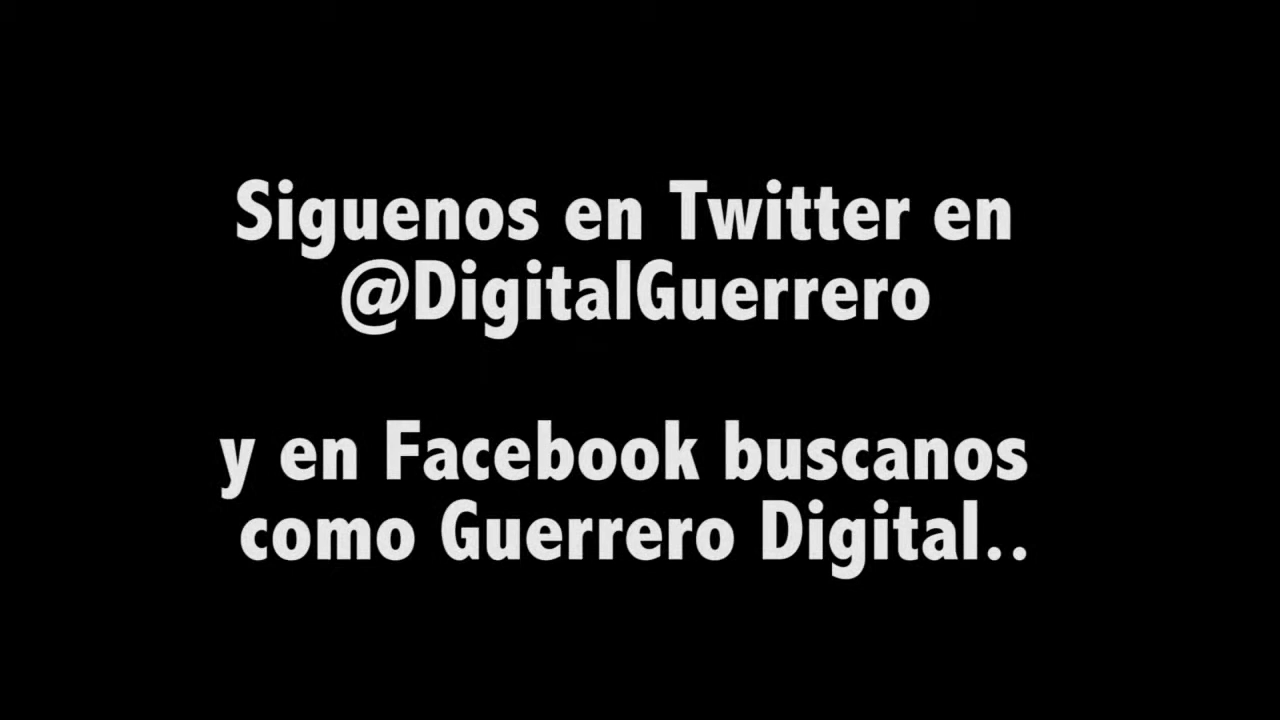 Siguenos en Twitter en
@DigitalGuerrero
y en Facebook buscanos
como Guerrero Digital..